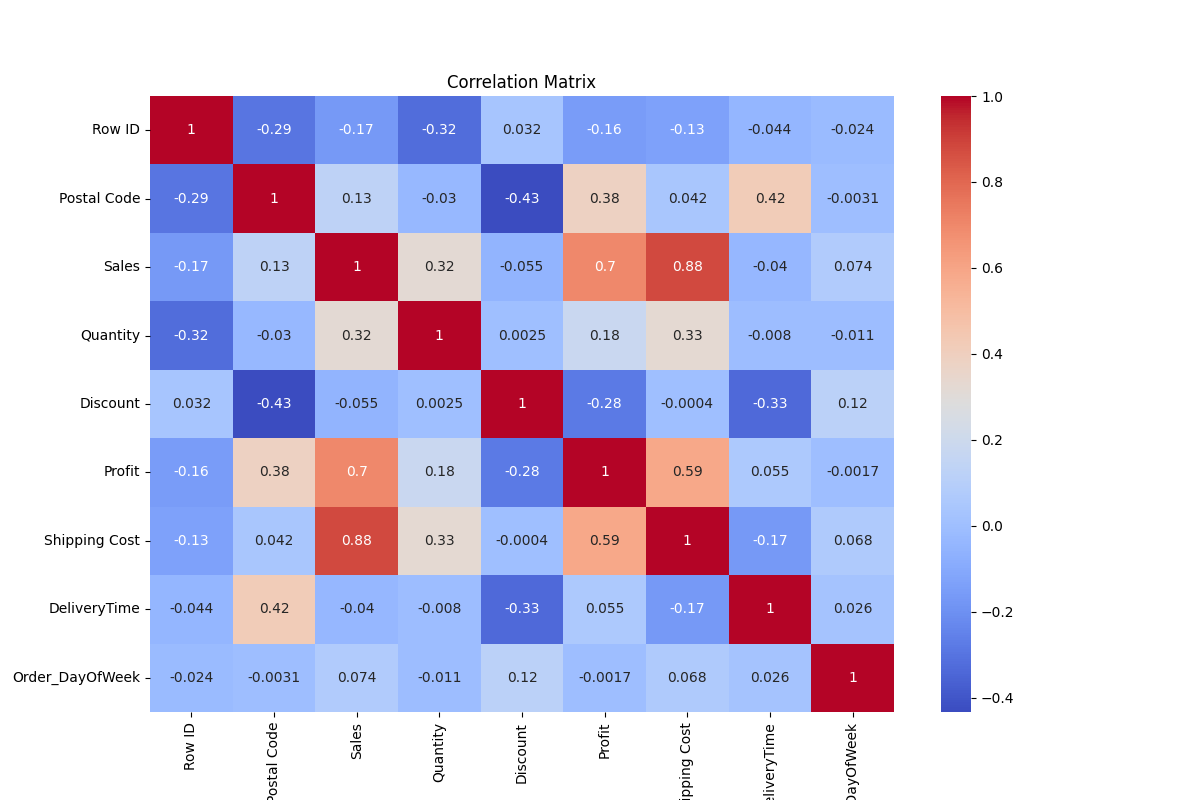 Correlation Matrix
Row ID 1 -0.29 -0.17 -0.32 0.032 -0.16 -0.13 -0.044 -0.024
Postal Code -0.29 1 0.13 -0.03 -0.43 0.38 0.042 0.42 -0.0031
Sales -0.17 0.13 1 0.32 -0.055 0.7 0.88 -0.04 0.074
Quantity -0.32 -0.03 0.32 1 0.0025 0.18 0.33 -0.008 -0.011
Discount 0.032 -0.43 -0.055 0.0025 1 -0.28 -0.0004 -0.33 0.12
Profit -0.16 0.38 0.7 0.18 -0.28 1 0.59 0.055 -0.0017
Shipping Cost -0.13 0.042 0.88 0.33 -0.0004 0.59 1 -0.17 0.068
DeliveryTime -0.044 0.42 -0.04 -0.008 -0.33 0.055 -0.17 1 0.026
Order_DayOfWeek -0.024 -0.0031 0.074 -0.011 0.12 -0.0017 0.068 0.026 1
Row ID
Postal Code
Sales
Quantity
Discount
Profit
ipping Cost
eliveryTime
DayOfWeek
1.0
0.8
0.6
0.4
0.2
0.0
−0.2
−0.4